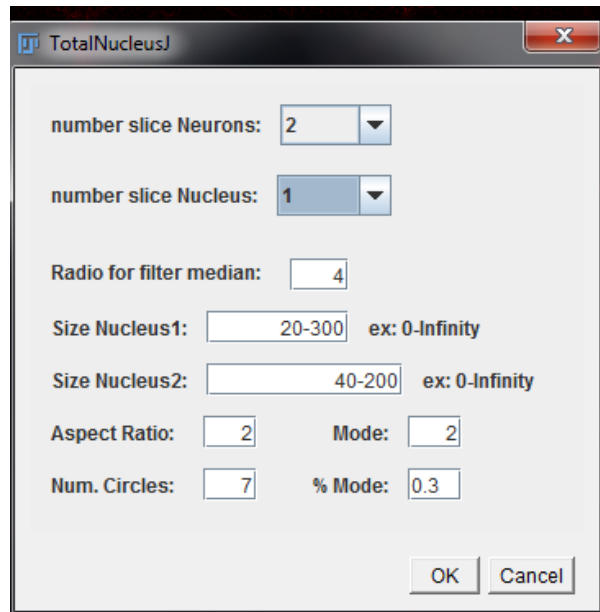 TotalNucleusJ
number slice Neurons: 2
number slice Nucleus: 1
Radio for filter median: 4
Size Nucleus1: 20-300 ex: 0-Infinity
Size Nucleus2: 40-200 ex: 0-Infinity
Aspect Ratio: 2 Mode: 2
Num. Circles: 7 % Mode: 0.3
OK Cancel